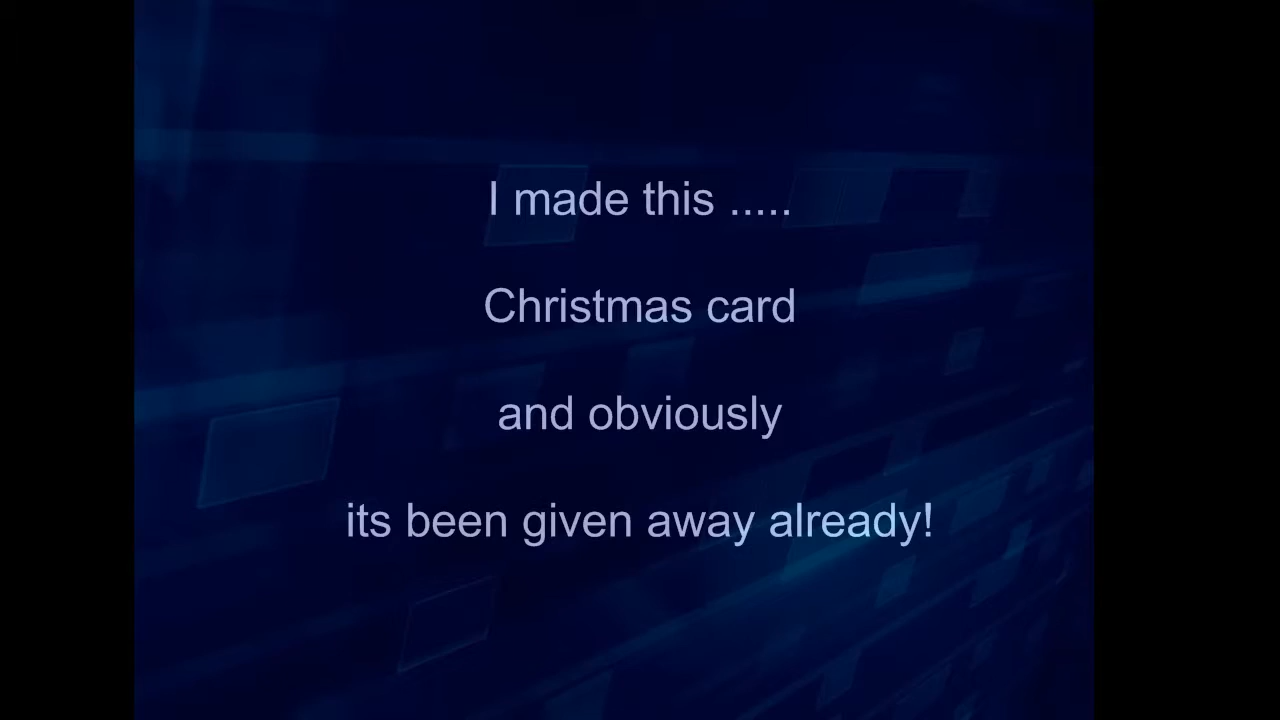 I made this .....
Christmas card
and obviously
its been given away already!